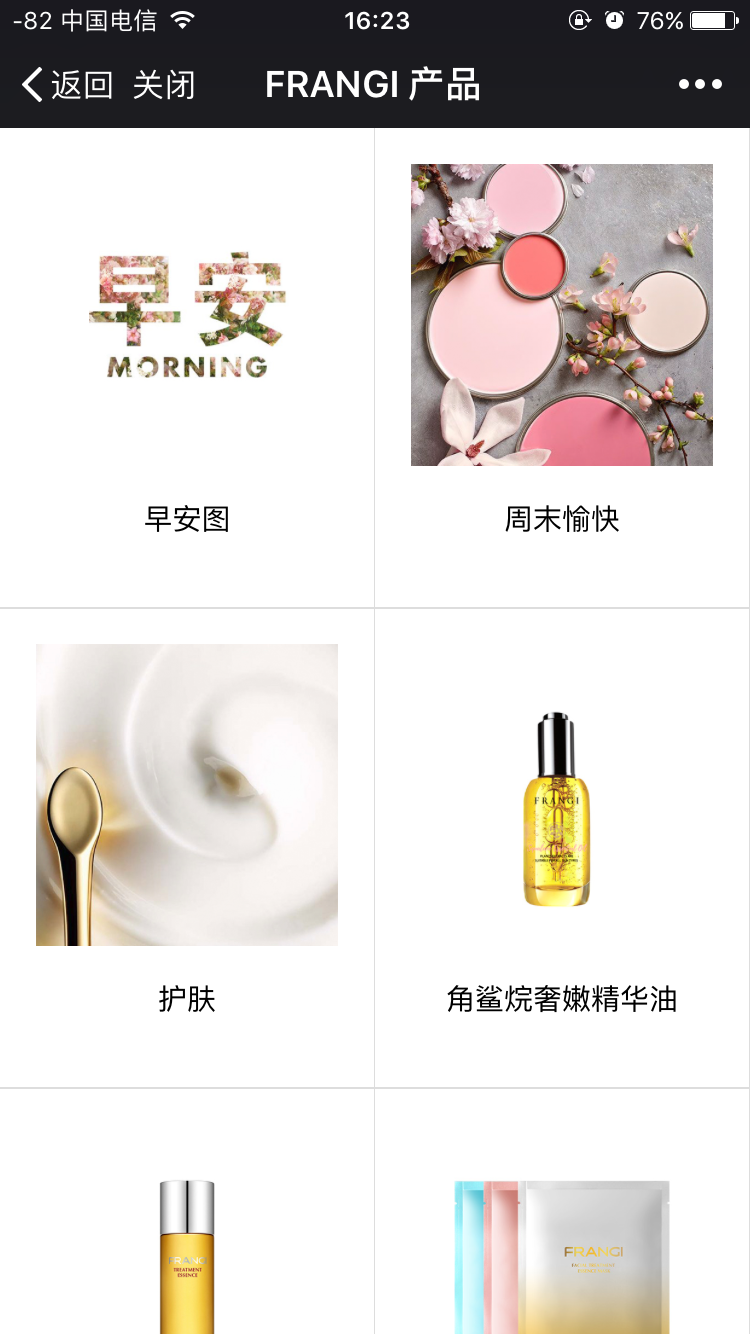 -82 中国电信 16:23 76%
返回 关闭 FRANGI 产品
早安
MORNING
早安图
周末愉快
FRANGI
护肤
角鲨烷奢嫩精华油
FRANGI
TREATMENT
ESSENCE
FRANGI